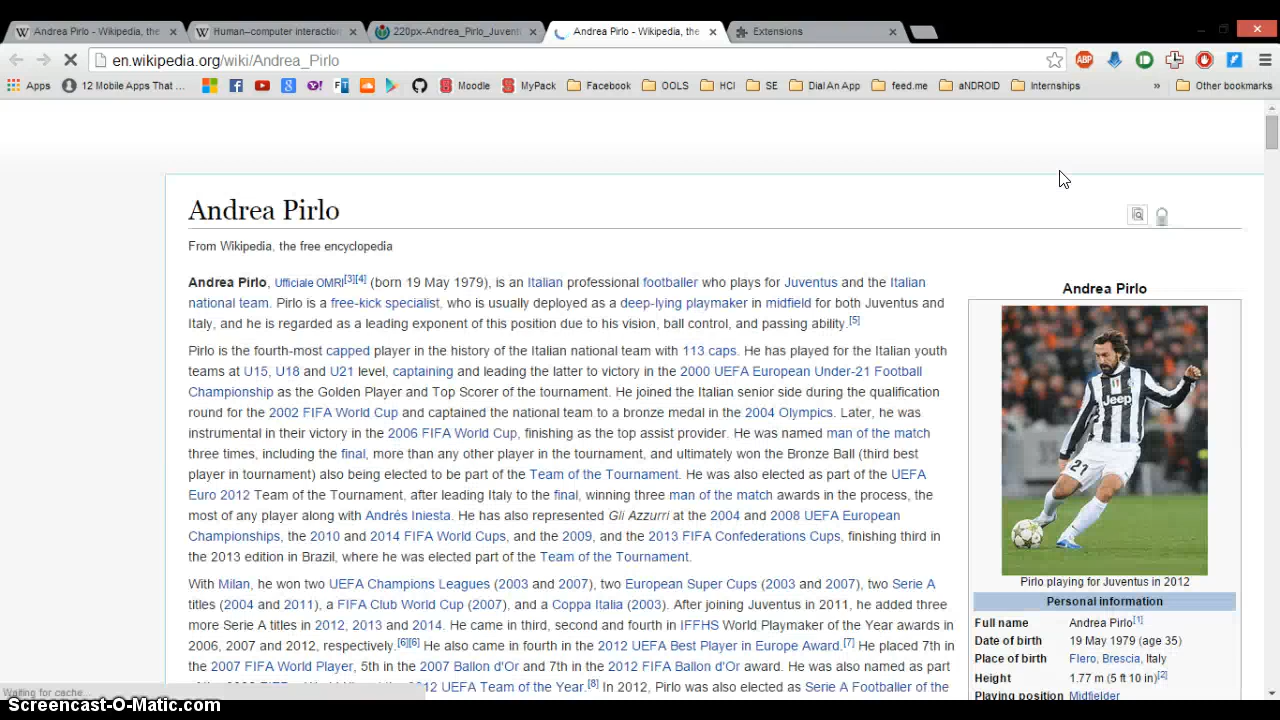 Andrea Pirlo - Wikipedia, the
Human–computer interaction
220px-Andrea_Pirlo_Juvent
Andrea Pirlo - Wikipedia, the
Extensions
en.wikipedia.org/wiki/Andrea_Pirlo
ABP
Apps
12 Mobile Apps That ...
Moodle
MyPack
Facebook
OOLS
HCI
SE
Dial An App
feed.me
aNDROID
Internships
»
Other bookmarks
Andrea Pirlo
From Wikipedia, the free encyclopedia
Andrea Pirlo, Ufficiale OMRI[3][4] (born 19 May 1979), is an Italian professional footballer who plays for Juventus and the Italian
national team. Pirlo is a free-kick specialist, who is usually deployed as a deep-lying playmaker in midfield for both Juventus and
Italy, and he is regarded as a leading exponent of this position due to his vision, ball control, and passing ability.[5]
Pirlo is the fourth-most capped player in the history of the Italian national team with 113 caps. He has played for the Italian youth
teams at U15, U18 and U21 level, captaining and leading the latter to victory in the 2000 UEFA European Under-21 Football
Championship as the Golden Player and Top Scorer of the tournament. He joined the Italian senior side during the qualification
round for the 2002 FIFA World Cup and captained the national team to a bronze medal in the 2004 Olympics. Later, he was
instrumental in their victory in the 2006 FIFA World Cup, finishing as the top assist provider. He was named man of the match
three times, including the final, more than any other player in the tournament, and ultimately won the Bronze Ball (third best
player in tournament) also being elected to be part of the Team of the Tournament. He was also elected as part of the UEFA
Euro 2012 Team of the Tournament, after leading Italy to the final, winning three man of the match awards in the process, the
most of any player along with Andrés Iniesta. He has also represented Gli Azzurri at the 2004 and 2008 UEFA European
Championships, the 2010 and 2014 FIFA World Cups, and the 2009, and the 2013 FIFA Confederations Cups, finishing third in
the 2013 edition in Brazil, where he was elected part of the Team of the Tournament.
With Milan, he won two UEFA Champions Leagues (2003 and 2007), two European Super Cups (2003 and 2007), two Serie A
titles (2004 and 2011), a FIFA Club World Cup (2007), and a Coppa Italia (2003). After joining Juventus in 2011, he added three
more Serie A titles in 2012, 2013 and 2014. He came in third, second and fourth in IFFHS World Playmaker of the Year awards in
2006, 2007 and 2012, respectively.[6][6] He also came in fourth in the 2012 UEFA Best Player in Europe Award.[7] He placed 7th in
the 2007 FIFA World Player, 5th in the 2007 Ballon d'Or and 7th in the 2012 FIFA Ballon d'Or award. He was also named as part
2012 UEFA Team of the Year.[8] In 2012, Pirlo was also elected as Serie A Footballer of the
Andrea Pirlo
Jeep
21
Pirlo playing for Juventus in 2012
Personal information
Full name Andrea Pirlo[1]
Date of birth 19 May 1979 (age 35)
Place of birth Flero, Brescia, Italy
Height 1.77 m (5 ft 10 in)[2]
Playing position Midfielder
Waiting for cache...
Screencast-O-Matic.com